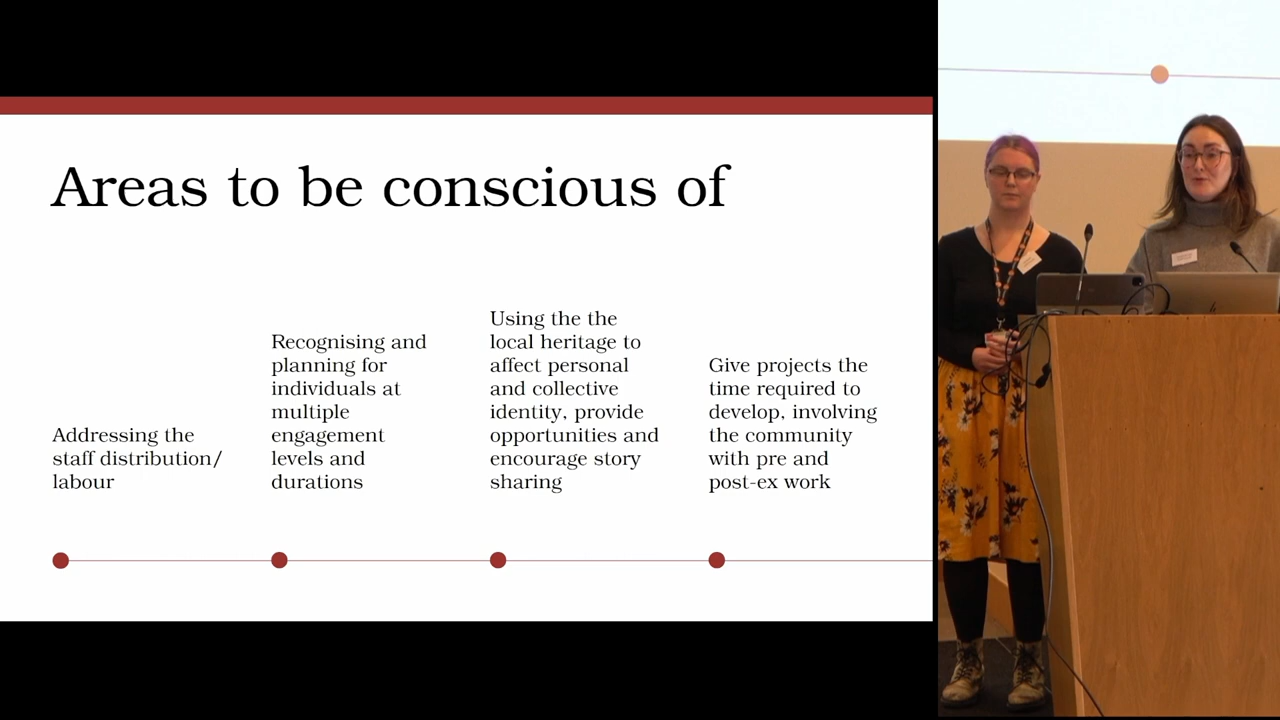 Areas to be conscious of
Addressing the
staff distribution/
labour
Recognising and
planning for
individuals at
multiple
engagement
levels and
durations
Using the the
local heritage to
affect personal
and collective
identity, provide
opportunities and
encourage story
sharing
Give projects the
time required to
develop, involving
the community
with pre and
post-ex work